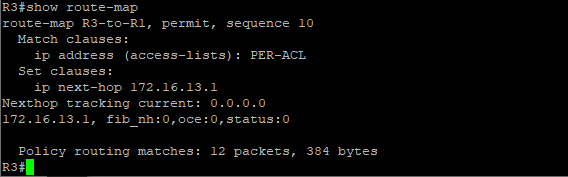 R3#show route-map
route-map R3-to-R1, permit, sequence 10
  Match clauses:
    ip address (access-lists): PER-ACL
  Set clauses:
    ip next-hop 172.16.13.1
Nexthop tracking current: 0.0.0.0
172.16.13.1, fib_nh:0,oce:0,status:0

  Policy routing matches: 12 packets, 384 bytes
R3#